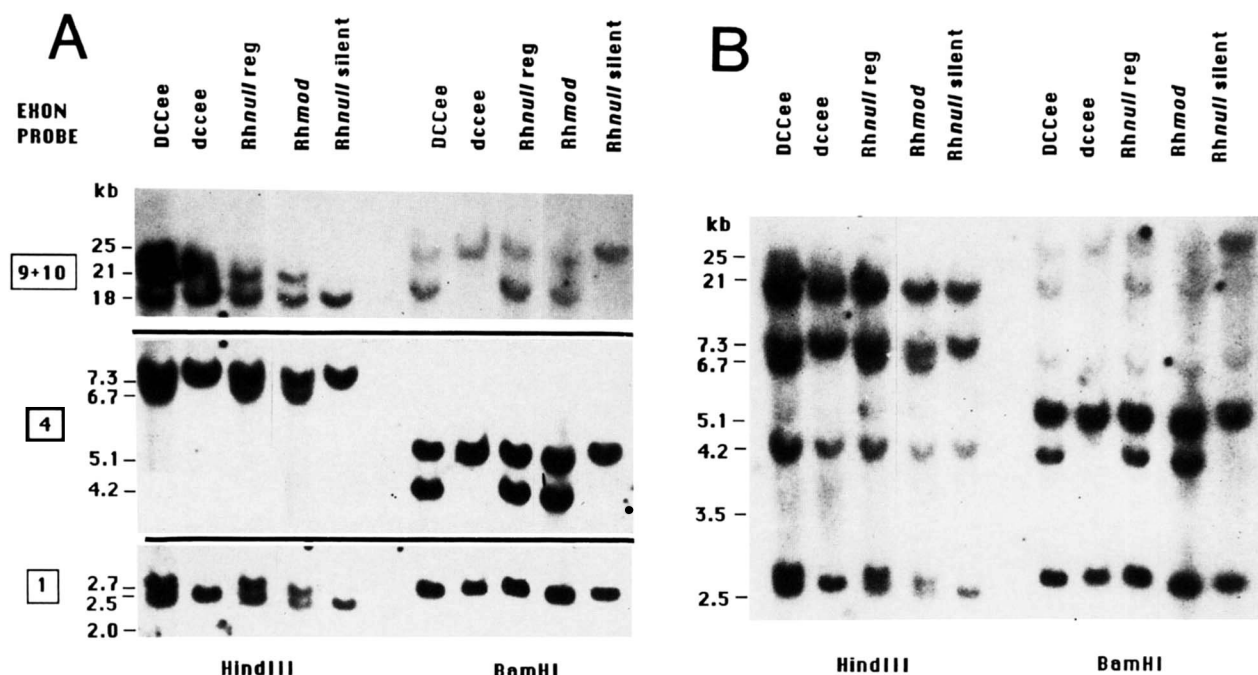 A
EXON
PROBE
DCCee
dccee
Rhnull reg
Rhmod
Rhnull silent
DCCee
dccee
Rhnull reg
Rhmod
Rhnull silent
kb
9+10
25
21
18
4
7.3
6.7
5.1
4.2
1
2.7
2.5
2.0
HindIII
BamHI
B
DCCee
dccee
Rhnull reg
Rhmod
Rhnull silent
DCCee
dccee
Rhnull reg
Rhmod
Rhnull silent
kb
25
21
7.3
6.7
5.1
4.2
3.5
2.5
HindIII
BamHI